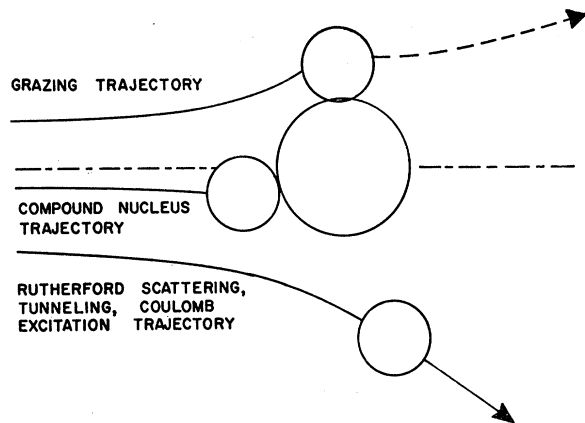 GRAZING TRAJECTORY
COMPOUND NUCLEUS
TRAJECTORY
RUTHERFORD SCATTERING,
TUNNELING, COULOMB
EXCITATION TRAJECTORY